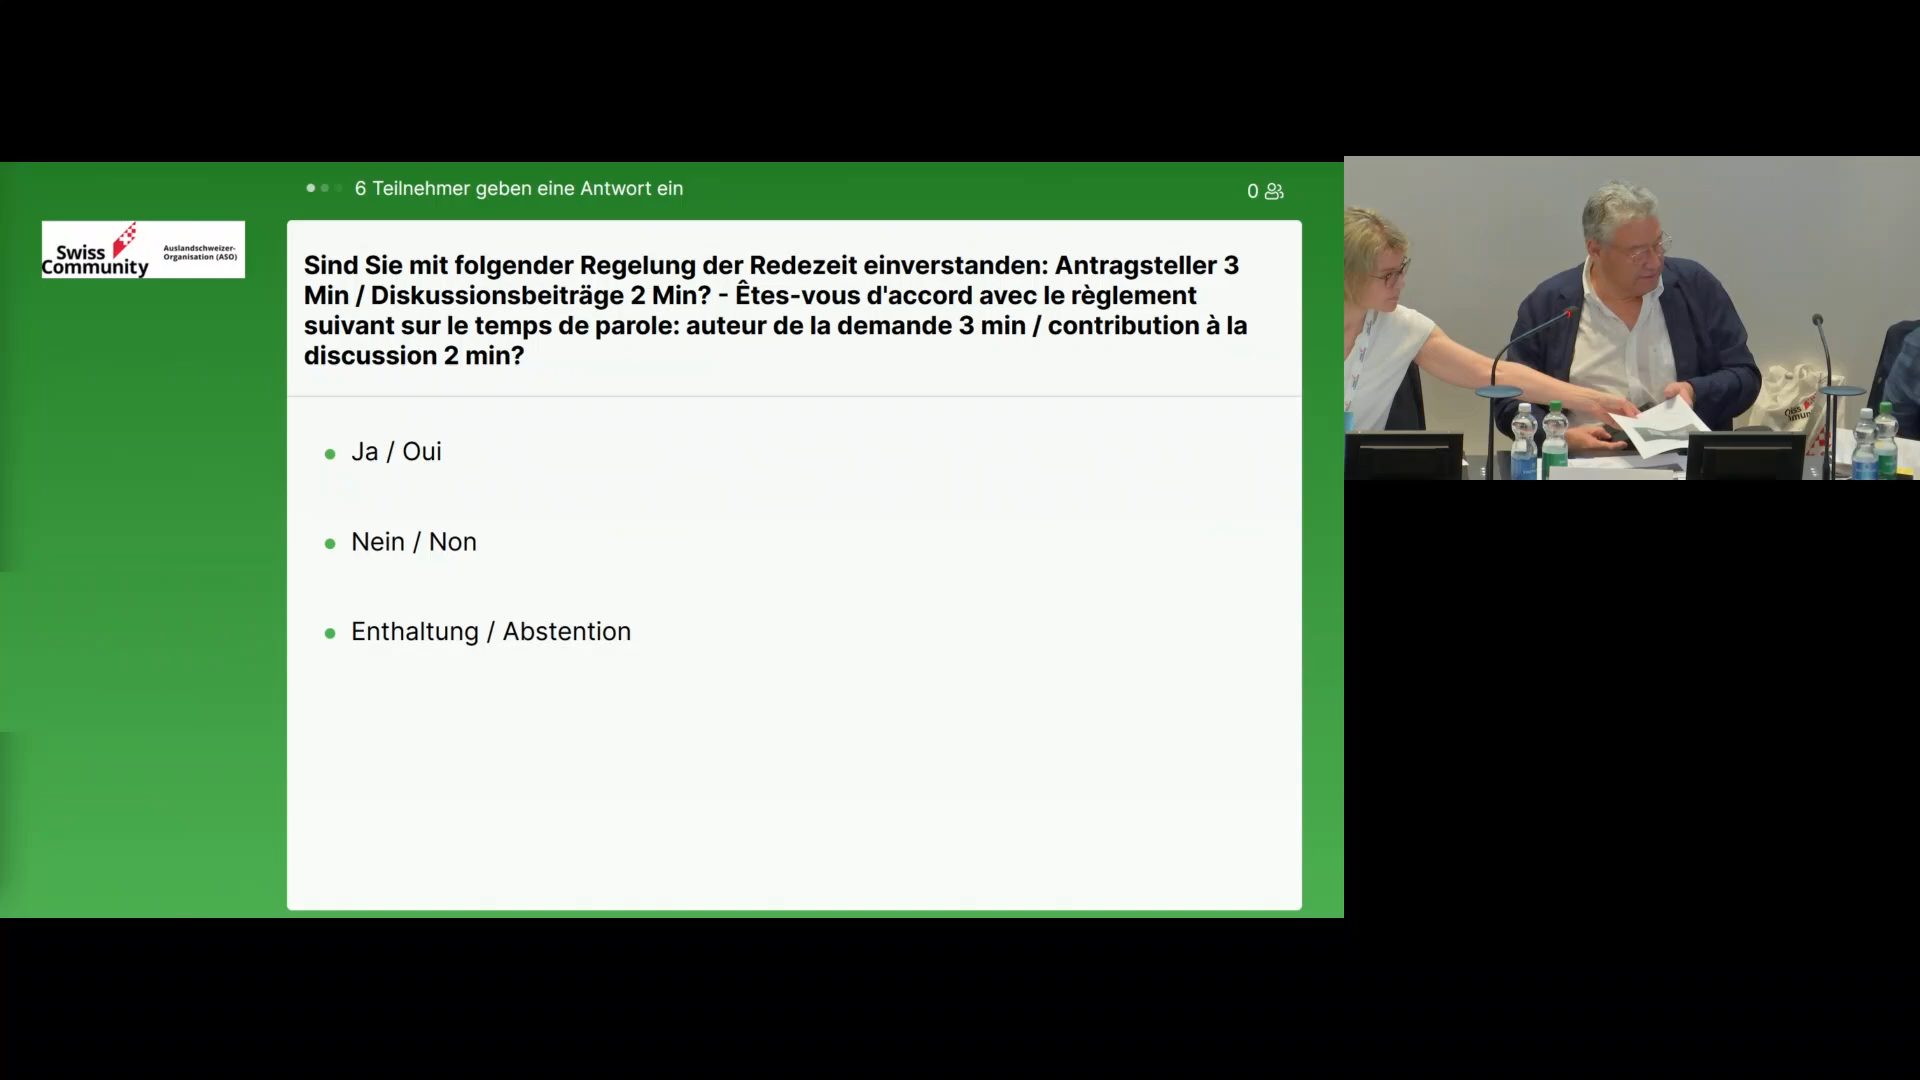 6 Teilnehmer geben eine Antwort ein
0
Swiss Community
Auslandschweizer-
Organisation (ASO)
Sind Sie mit folgender Regelung der Redezeit einverstanden: Antragsteller 3
Min / Diskussionsbeiträge 2 Min? - Êtes-vous d'accord avec le règlement
suivant sur le temps de parole: auteur de la demande 3 min / contribution à la
discussion 2 min?
Ja / Oui
Nein / Non
Enthaltung / Abstention